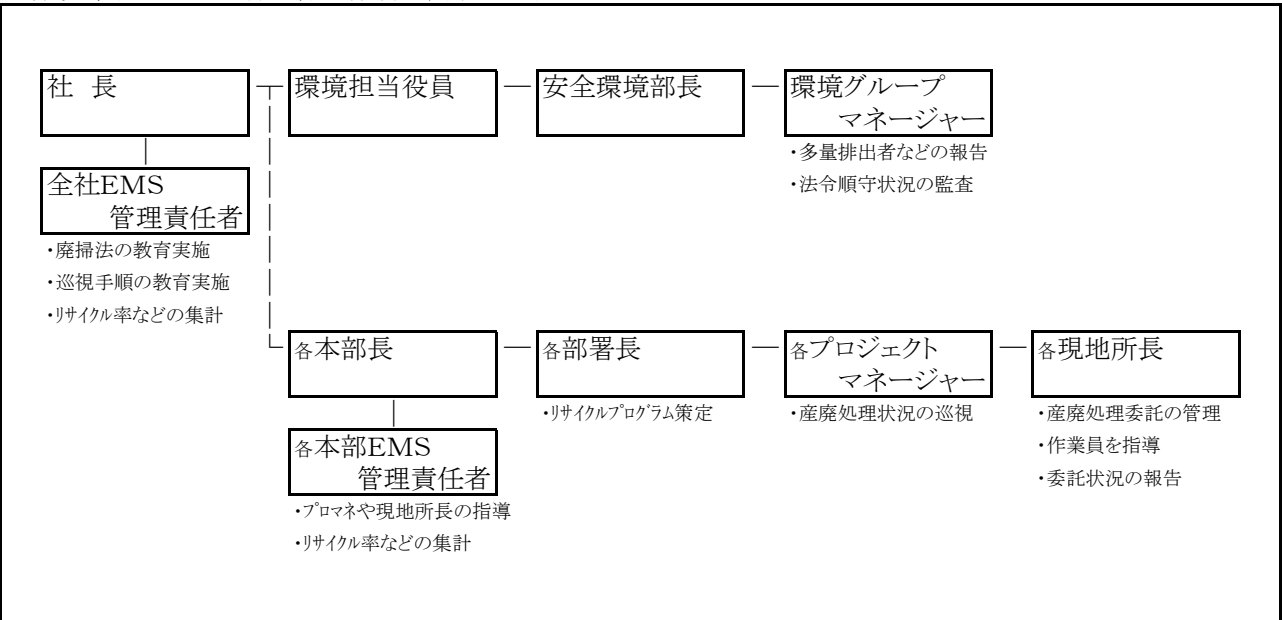 社 長
環境担当役員
安全環境部長
環境グループ
マネージャー
・多量排出者などの報告
・法令順守状況の監査
全社EMS
管理責任者
・廃掃法の教育実施
・巡視手順の教育実施
・ﾘｻｲｸﾙ率などの集計
各本部長
各部署長
・ﾘｻｲｸﾙﾌﾟﾛｸﾞﾗﾑ策定
各プロジェクト
マネージャー
・産廃処理状況の巡視
各現地所長
・産廃処理委託の管理
・作業員を指導
・委託状況の報告
各本部EMS
管理責任者
・ﾌﾟﾛﾏﾈや現地所長の指導
・ﾘｻｲｸﾙ率などの集計